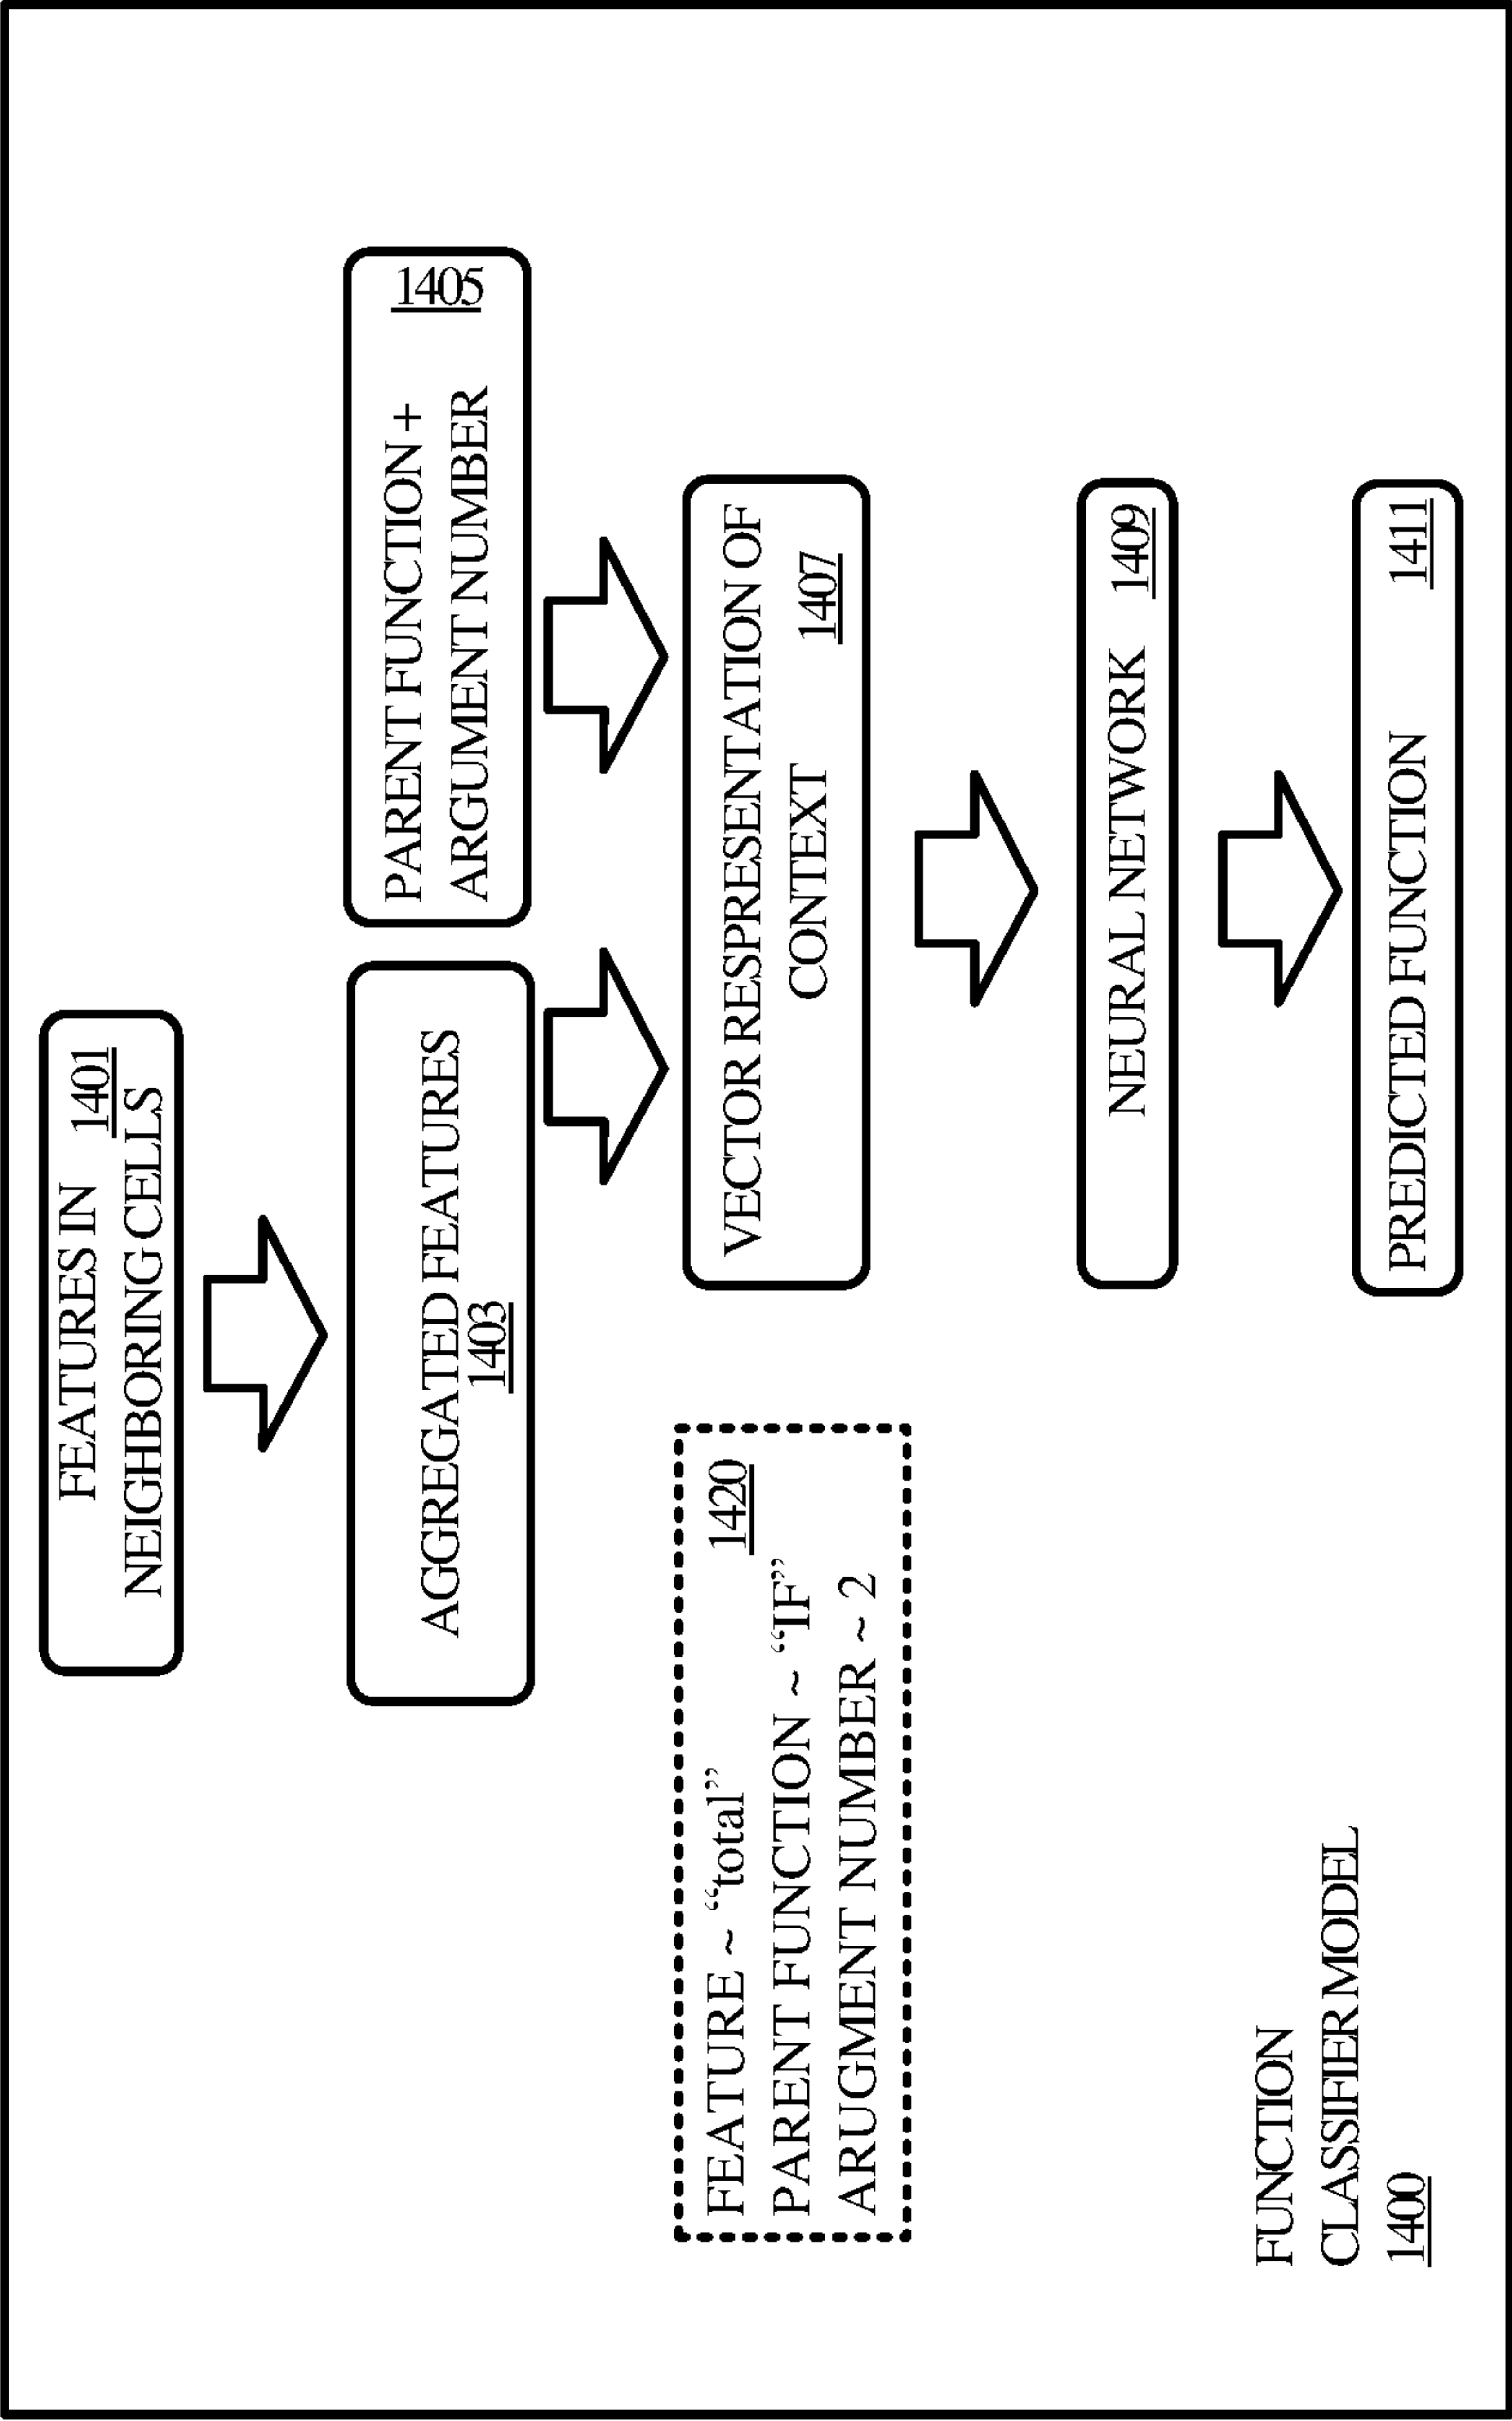 FEATURES IN
1401
NEIGHBORING CELLS
AGGREGATED FEATURES
1403
PARENT FUNCTION +
1405
ARGUMENT NUMBER
FEATURE ~ “total”
1420
PARENT FUNCTION ~ “IF”
ARUGMENT NUMBER ~ 2
VECTOR RESPRESENTATION OF
CONTEXT
1407
NEURAL NETWORK 1409
PREDICTED FUNCTION 1411
FUNCTION
CLASSIFIER MODEL
1400